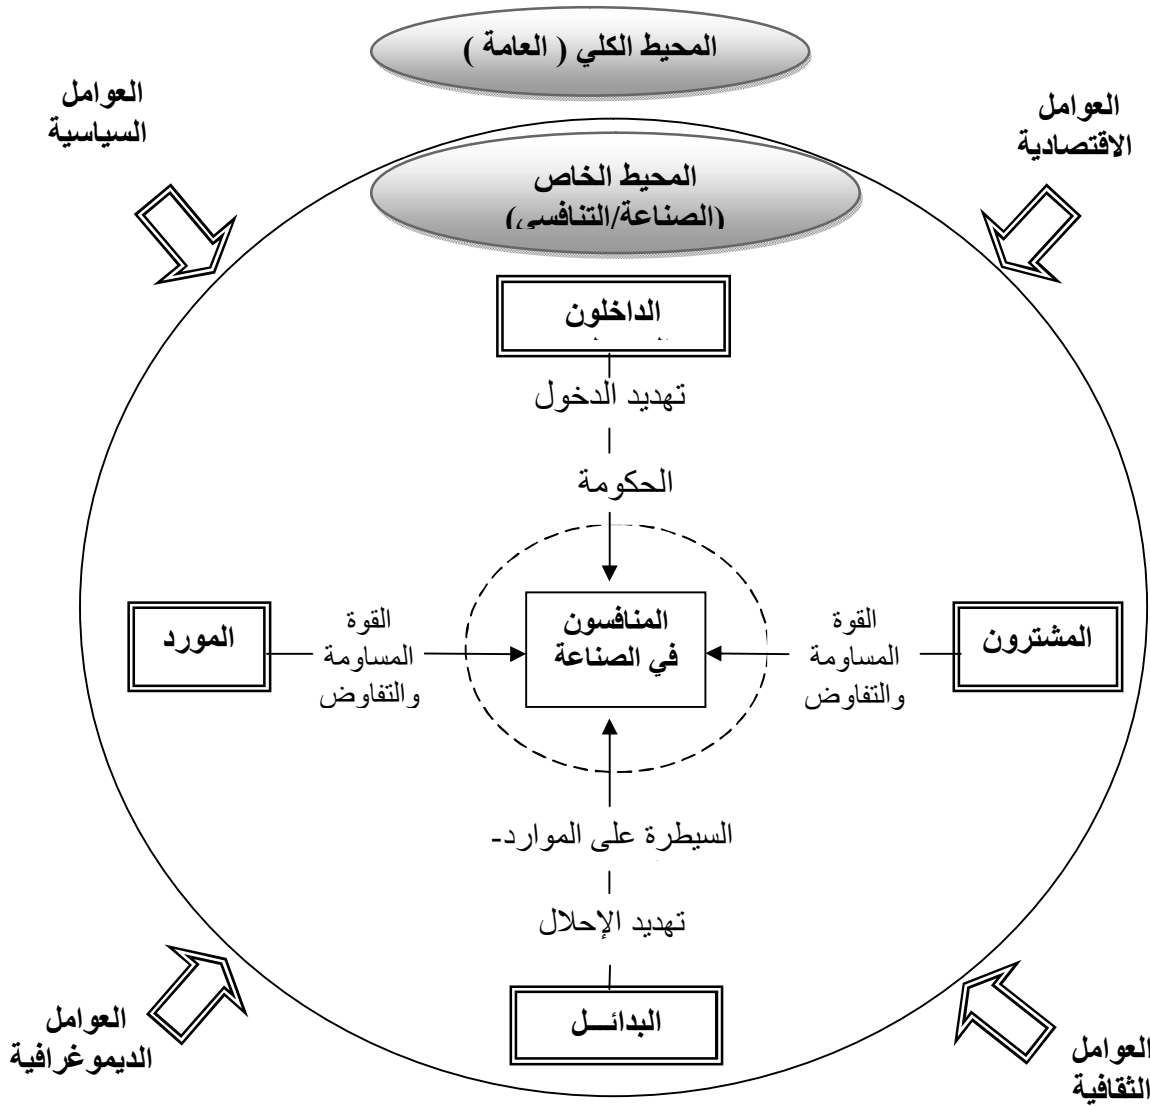 المحيط الكلي ( العامة )
العوامل
الاقتصادية
العوامل
السياسية
المحيط الخاص
(الصناعة/التنافسي)
الداخلون
تهديد الدخول
الحكومة
المشترون
القوة
المساومة
والتفاوض
المنافسون
في الصناعة
القوة
المساومة
والتفاوض
المورد
السيطرة على الموارد-
تهديد الإحلال
البدائــل
العوامل
الثقافية
العوامل
الديموغرافية